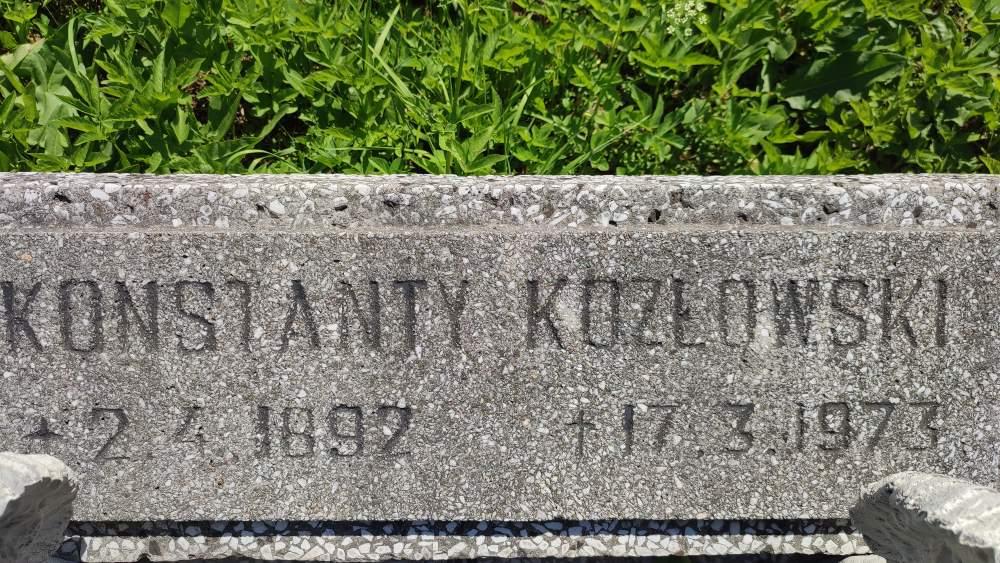 KONSTANTY KOZŁOWSKI
✦ 2. 4. 1892 † 17. 3. 1973.